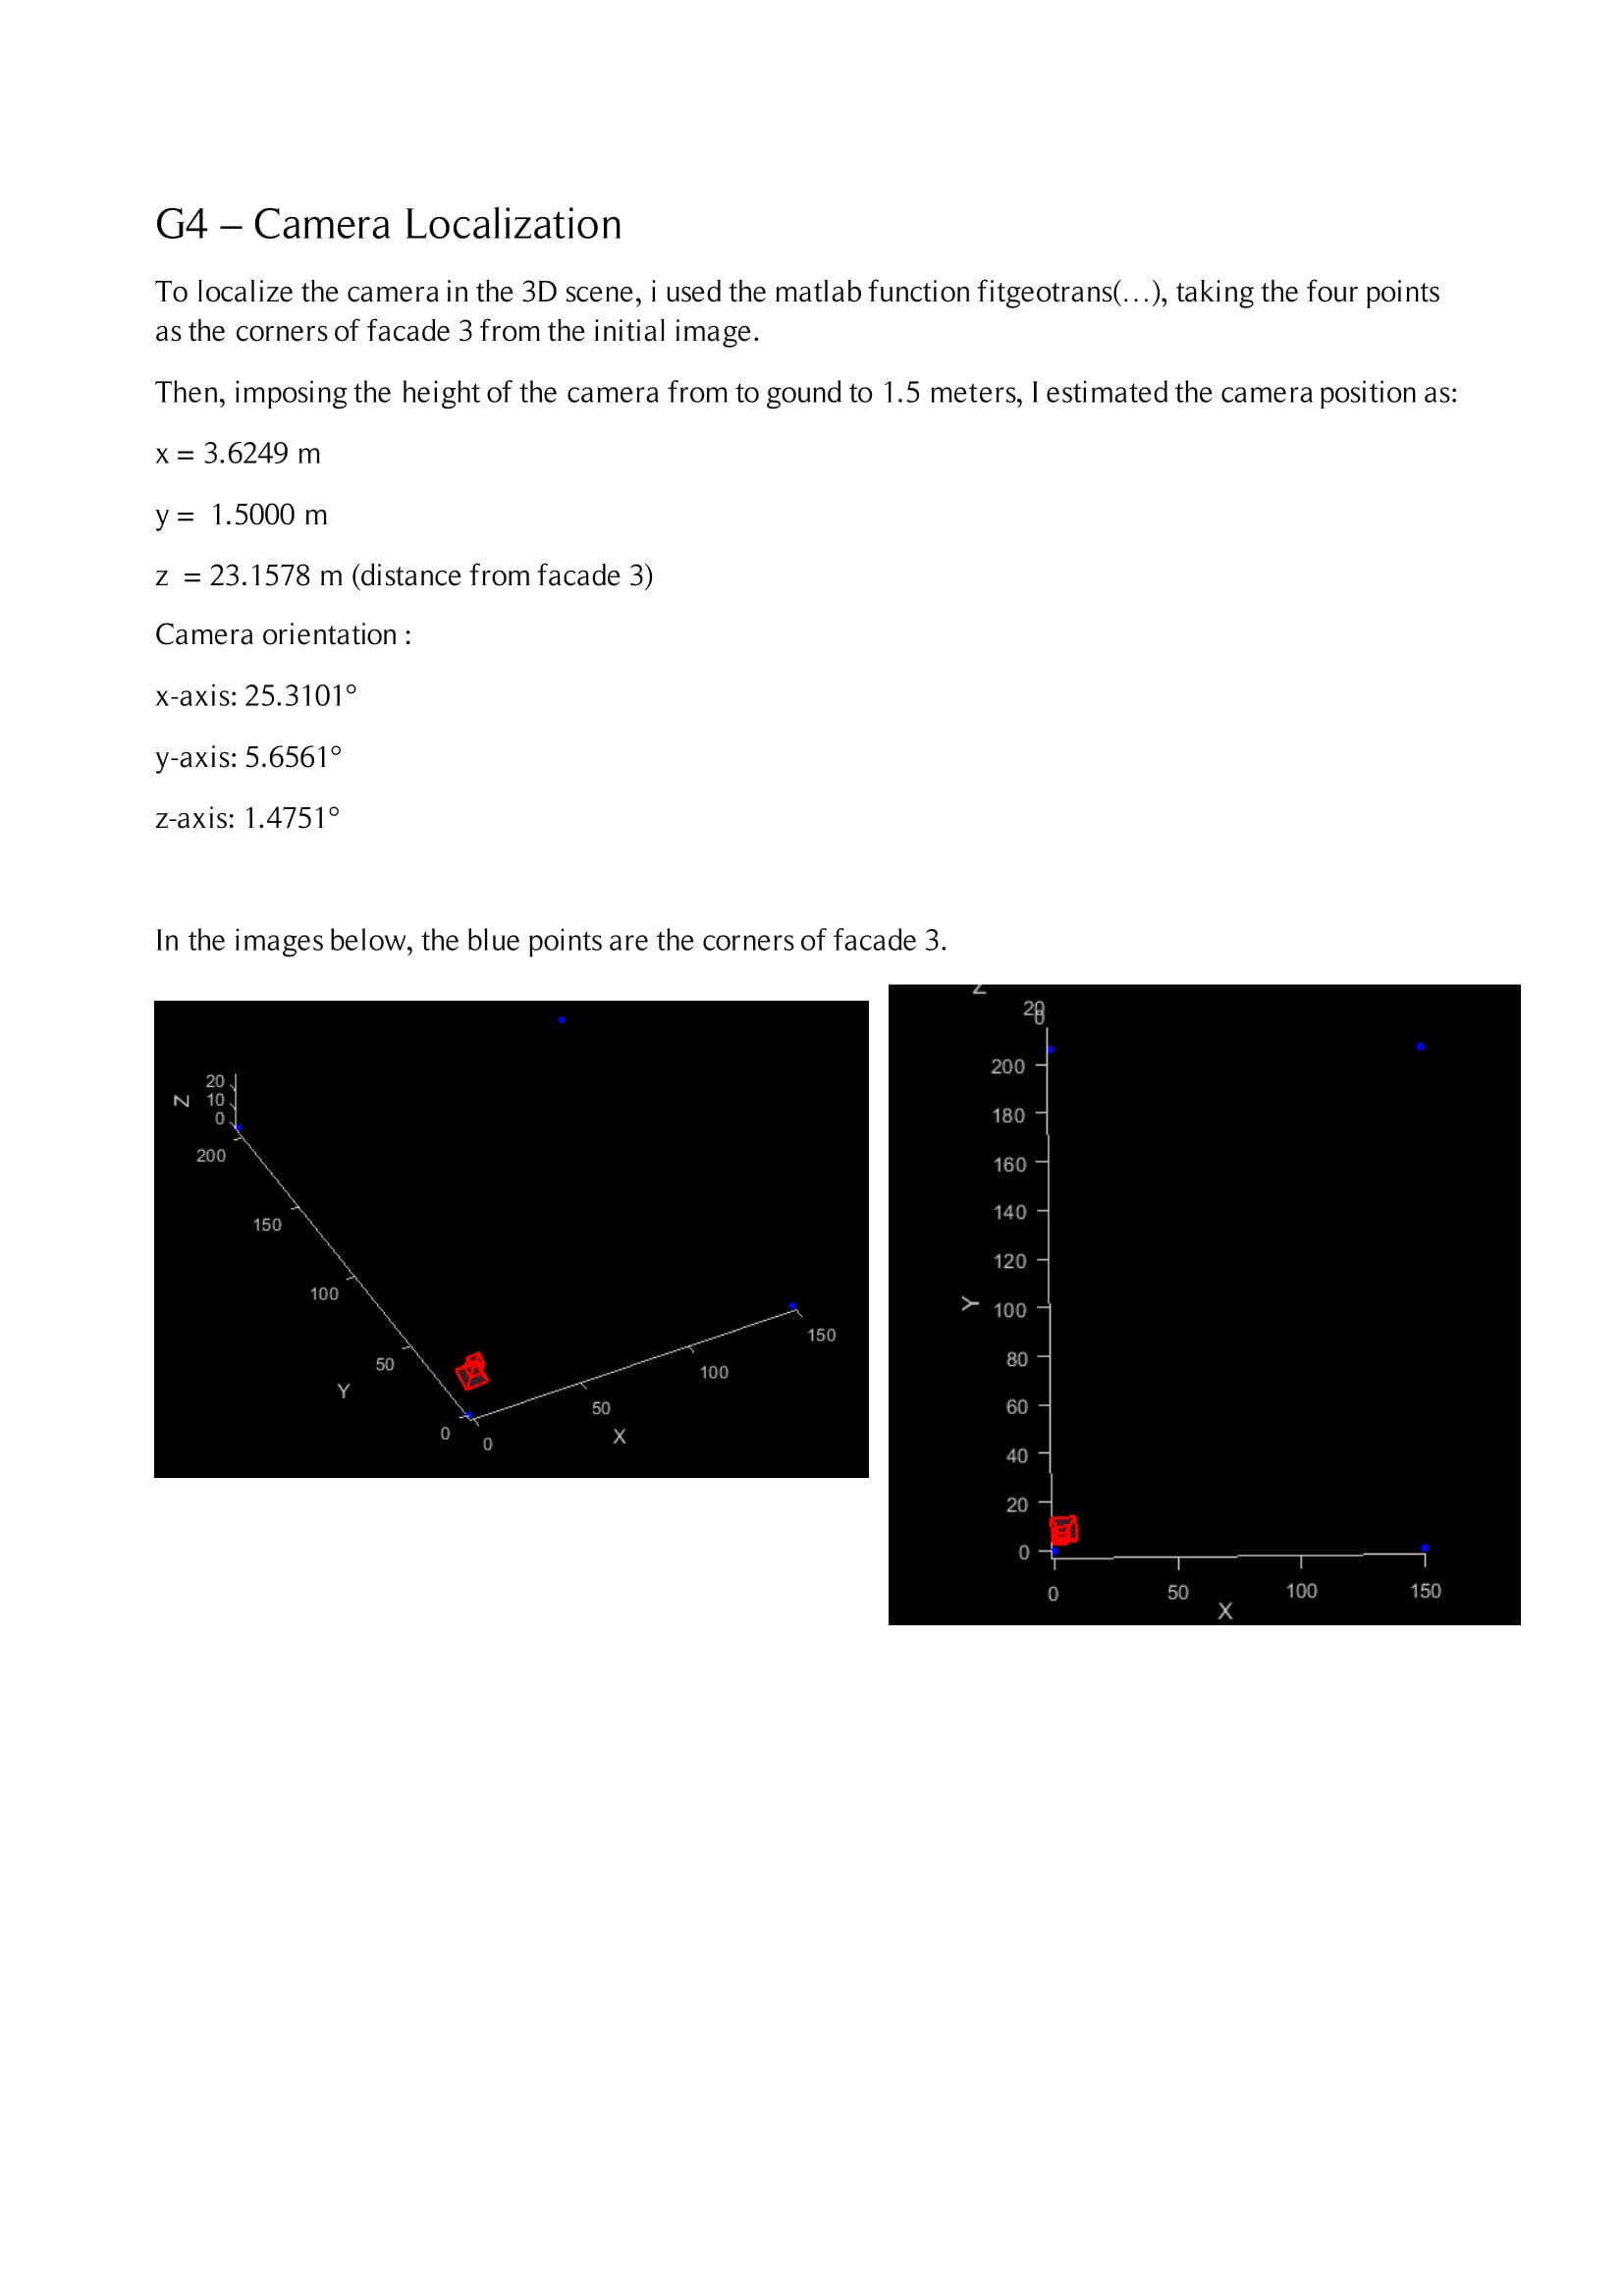 G4 – Camera Localization
To localize the camera in the 3D scene, i used the matlab function fitgeotrans(…), taking the four points
as the corners of facade 3 from the initial image.
Then, imposing the height of the camera from to gound to 1.5 meters, I estimated the camera position as:
x = 3.6249 m
y =  1.5000 m
z  = 23.1578 m (distance from facade 3)
Camera orientation :
x-axis: 25.3101°
y-axis: 5.6561°
z-axis: 1.4751°
In the images below, the blue points are the corners of facade 3.
Z
20
10
0
200
150
100
50
0
Y
0
50
100
150
X
Z
20
0
200
180
160
140
120
100
80
60
40
20
0
Y
0
50
100
150
X